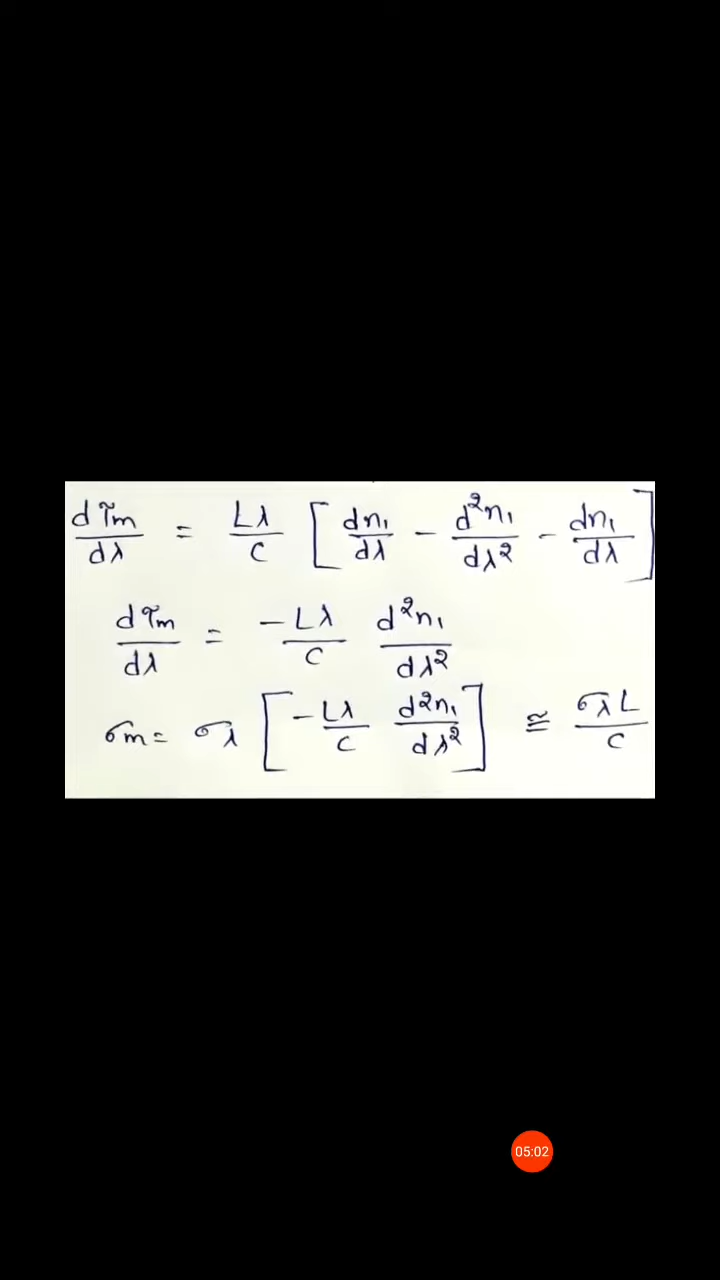 dτm/dλ = Lλ/c [ dn₁/dλ − d²n₁/dλ² − dn₁/dλ ]
dτm/dλ = −Lλ/c d²n₁/dλ²
σm = σλ [ −Lλ/c d²n₁/dλ² ] ≅ σλL/c
05:02